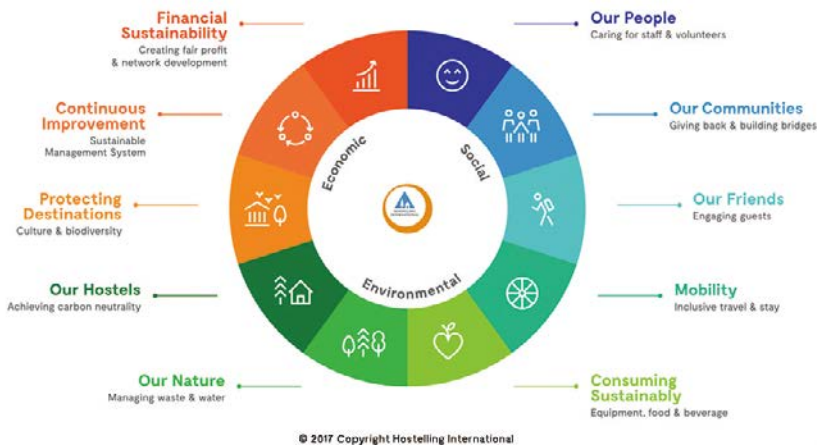 Financial
Sustainability
Creating fair profit
& network development
Our People
Caring for staff & volunteers
Continuous
Improvement
Sustainable
Management System
Our Communities
Giving back & building bridges
Protecting
Destinations
Culture & biodiversity
Our Friends
Engaging guests
Our Hostels
Achieving carbon neutrality
Mobility
Inclusive travel & stay
Our Nature
Managing waste & water
Consuming
Sustainably
Equipment, food & beverage
Economic
Social
Environmental
HOSTELLING
INTERNATIONAL
© 2017 Copyright Hostelling International